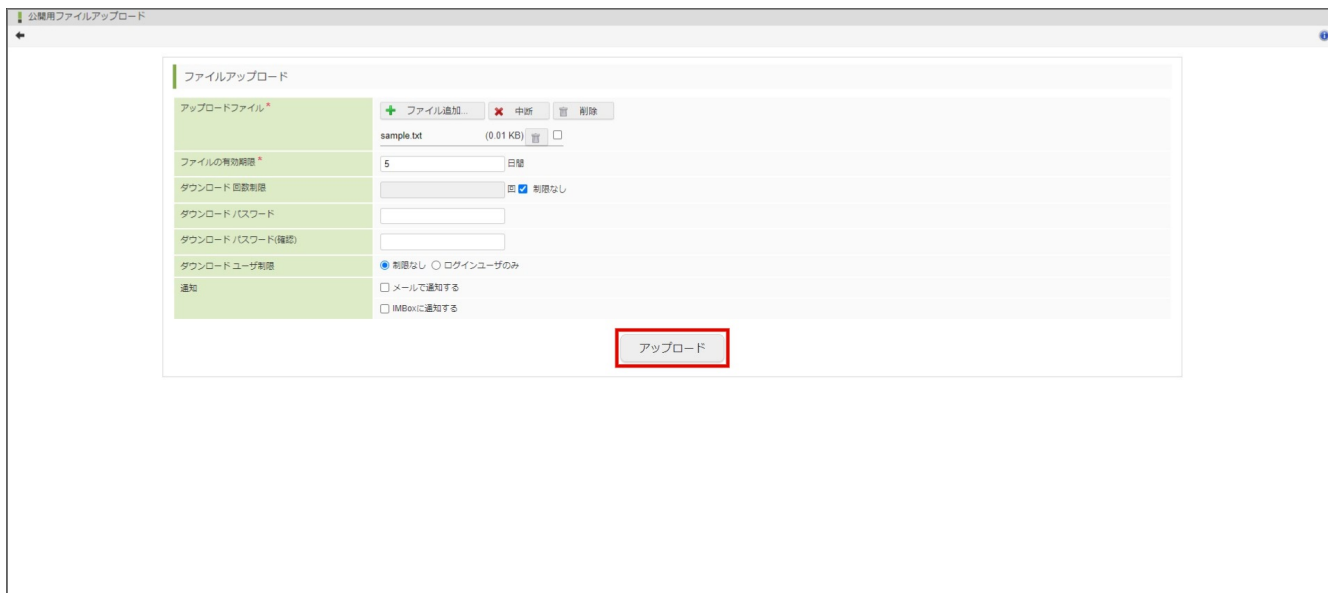 公開用ファイルアップロード
ファイルアップロード
アップロードファイル*
ファイル追加... 中断 削除
sample.txt (0.01 KB)
ファイルの有効期限* 5 日間
ダウンロード 回数制限 回 制限なし
ダウンロード パスワード
ダウンロード パスワード(確認)
ダウンロード ユーザ制限 制限なし ログインユーザのみ
通知 メールで通知する
IMBoxに通知する
アップロード